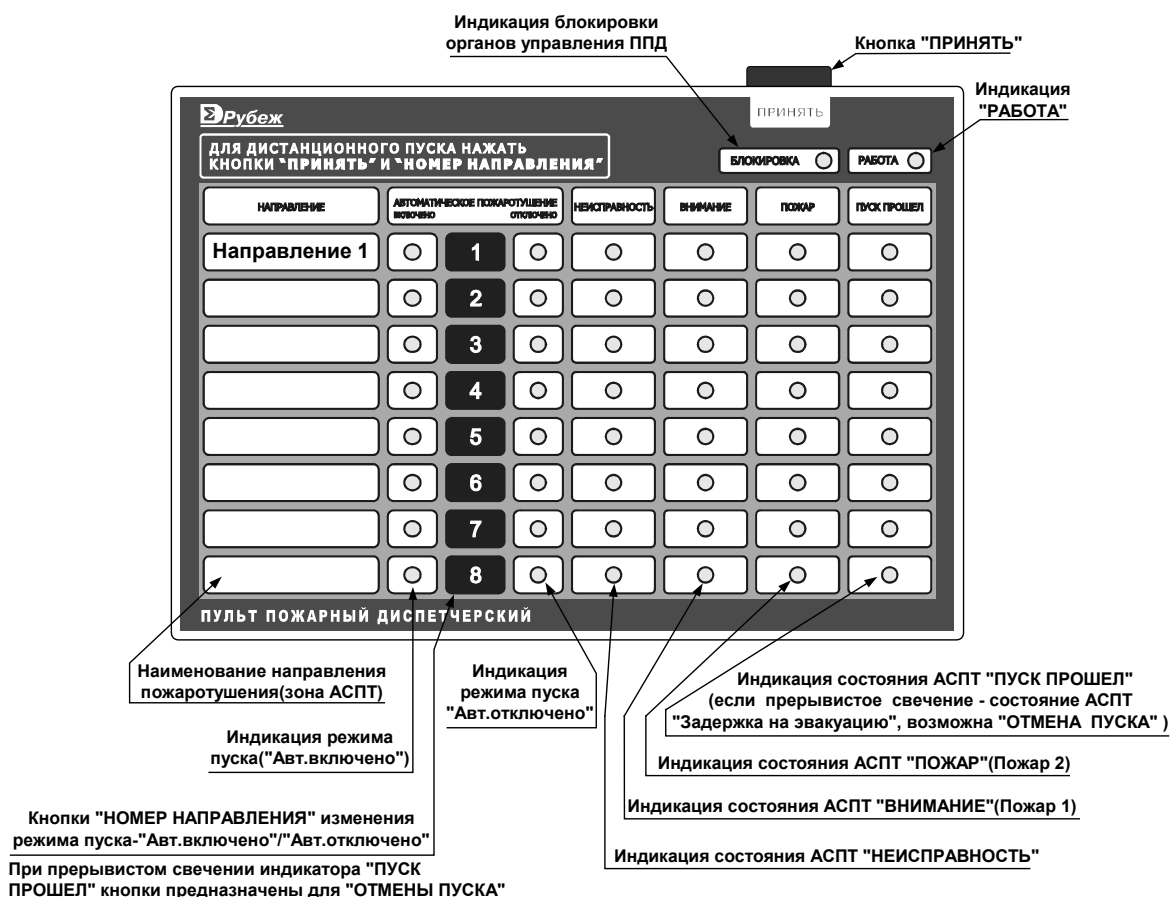 Индикация блокировки
органов управления ППД
Кнопка "ПРИНЯТЬ"
Индикация
"РАБОТА"
ПРИНЯТЬ
Рубеж
ДЛЯ ДИСТАНЦИОННОГО ПУСКА НАЖАТЬ
КНОПКИ "ПРИНЯТЬ" И "НОМЕР НАПРАВЛЕНИЯ"
БЛОКИРОВКА
РАБОТА
НАПРАВЛЕНИЕ
АВТОМАТИЧЕСКОЕ ПОЖАРОТУШЕНИЕ
ВКЛЮЧЕНО ОТКЛЮЧЕНО
НЕИСПРАВНОСТЬ
ВНИМАНИЕ
ПОЖАР
ПУСК ПРОШЕЛ
Направление 1
1
2
3
4
5
6
7
8
ПУЛЬТ ПОЖАРНЫЙ ДИСПЕТЧЕРСКИЙ
Наименование направления
пожаротушения(зона АСПТ)
Индикация
режима пуска
"Авт.отключено"
Индикация состояния АСПТ "ПУСК ПРОШЕЛ"
(если прерывистое свечение - состояние АСПТ
"Задержка на эвакуацию", возможна "ОТМЕНА ПУСКА" )
Индикация режима
пуска("Авт.включено")
Индикация состояния АСПТ "ПОЖАР"(Пожар 2)
Индикация состояния АСПТ "ВНИМАНИЕ"(Пожар 1)
Кнопки "НОМЕР НАПРАВЛЕНИЯ" изменения
режима пуска-"Авт.включено"/"Авт.отключено"
Индикация состояния АСПТ "НЕИСПРАВНОСТЬ"
При прерывистом свечении индикатора "ПУСК
ПРОШЕЛ" кнопки предназначены для "ОТМЕНЫ ПУСКА"